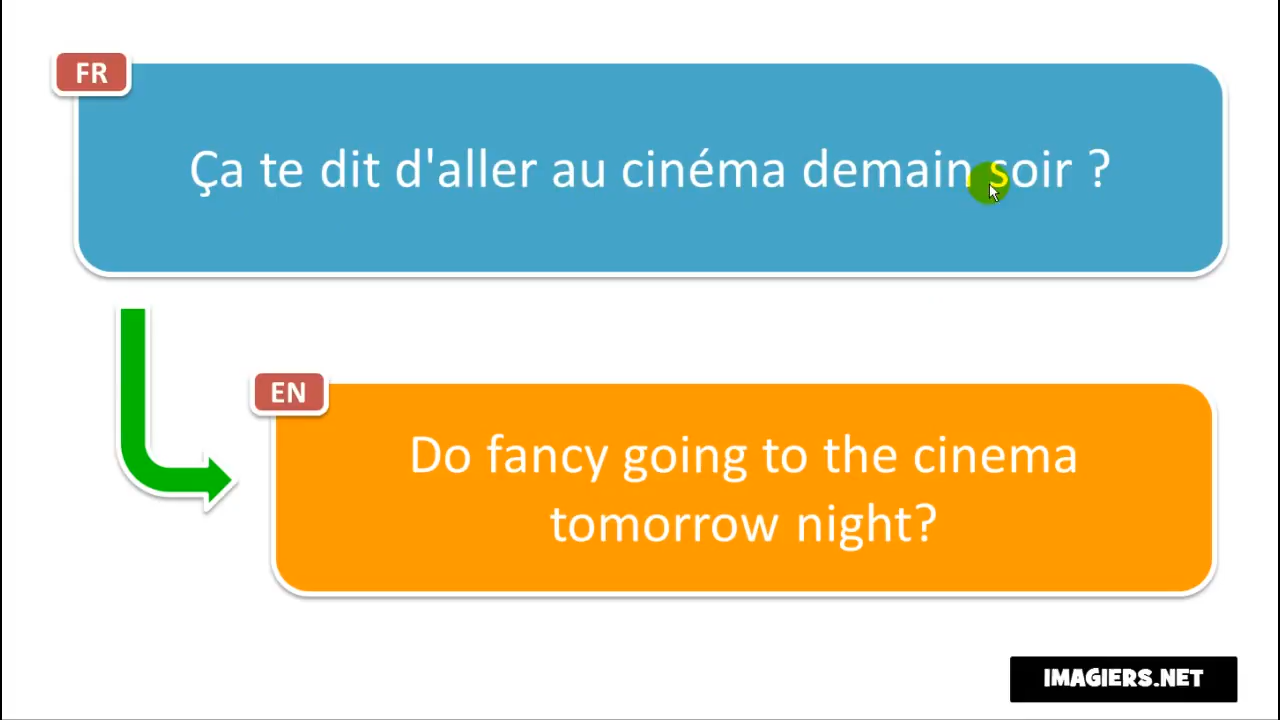 FR
Ça te dit d'aller au cinéma demain soir ?
EN
Do fancy going to the cinema
tomorrow night?
IMAGIERS.NET